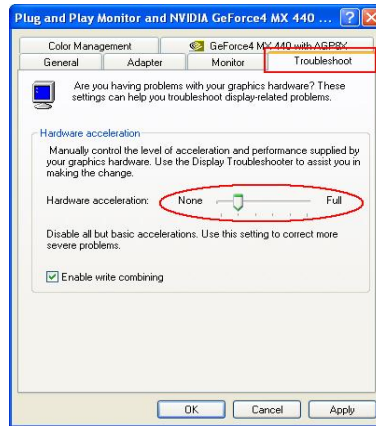 Plug and Play Monitor and NVIDIA GeForce4 MX 440 ...
Color Management
GeForce4 MX 440 with AGP8X
General
Adapter
Monitor
Troubleshoot
Are you having problems with your graphics hardware? These
settings can help you troubleshoot display-related problems.
Hardware acceleration
Manually control the level of acceleration and performance supplied by
your graphics hardware. Use the Display Troubleshooter to assist you in
making the change.
Hardware acceleration: None Full
Disable all but basic accelerations. Use this setting to correct more
severe problems.
Enable write combining
OK Cancel Apply